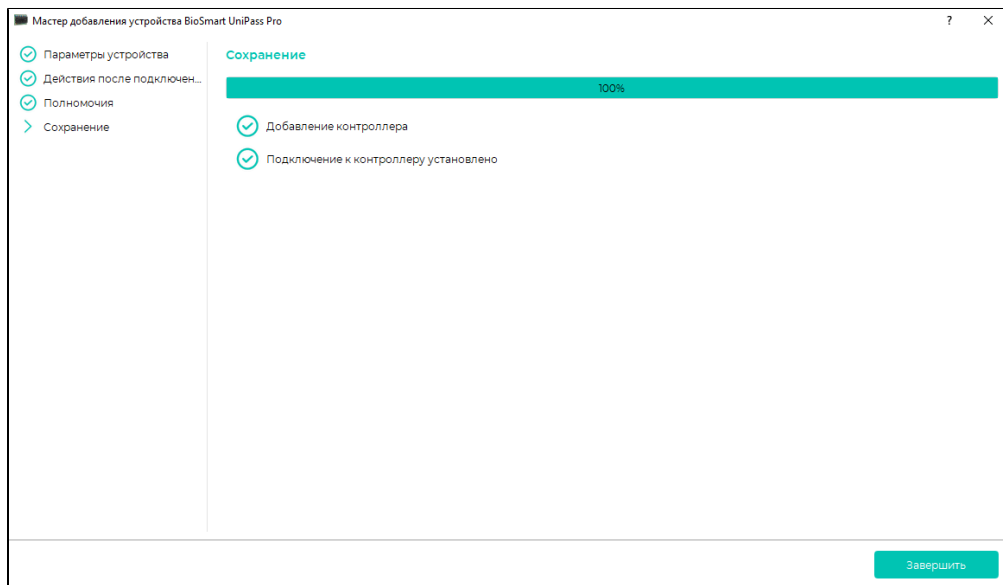 Мастер добавления устройства BioSmart UniPass Pro
?
Параметры устройства
Действия после подключен...
Полномочия
Сохранение
Сохранение
100%
Добавление контроллера
Подключение к контроллеру установлено
Завершить